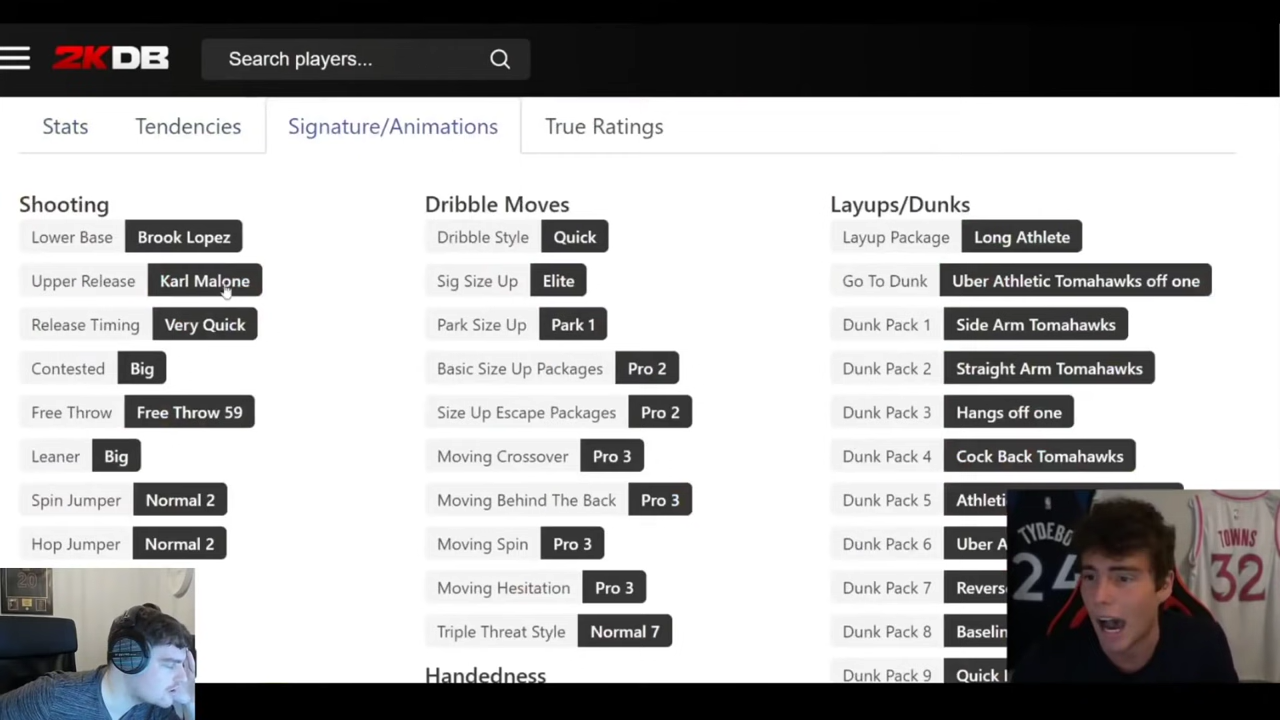 2KDB
Search players...
Stats
Tendencies
Signature/Animations
True Ratings
Shooting
Lower Base Brook Lopez
Upper Release Karl Malone
Release Timing Very Quick
Contested Big
Free Throw Free Throw 59
Leaner Big
Spin Jumper Normal 2
Hop Jumper Normal 2
Dribble Moves
Dribble Style Quick
Sig Size Up Elite
Park Size Up Park 1
Basic Size Up Packages Pro 2
Size Up Escape Packages Pro 2
Moving Crossover Pro 3
Moving Behind The Back Pro 3
Moving Spin Pro 3
Moving Hesitation Pro 3
Triple Threat Style Normal 7
Handedness
Layups/Dunks
Layup Package Long Athlete
Go To Dunk Uber Athletic Tomahawks off one
Dunk Pack 1 Side Arm Tomahawks
Dunk Pack 2 Straight Arm Tomahawks
Dunk Pack 3 Hangs off one
Dunk Pack 4 Cock Back Tomahawks
Dunk Pack 5
Dunk Pack 6 Uber
Dunk Pack 7
Dunk Pack 8
Dunk Pack 9 Quick
TYDEBO
24
TOWNS
32
20